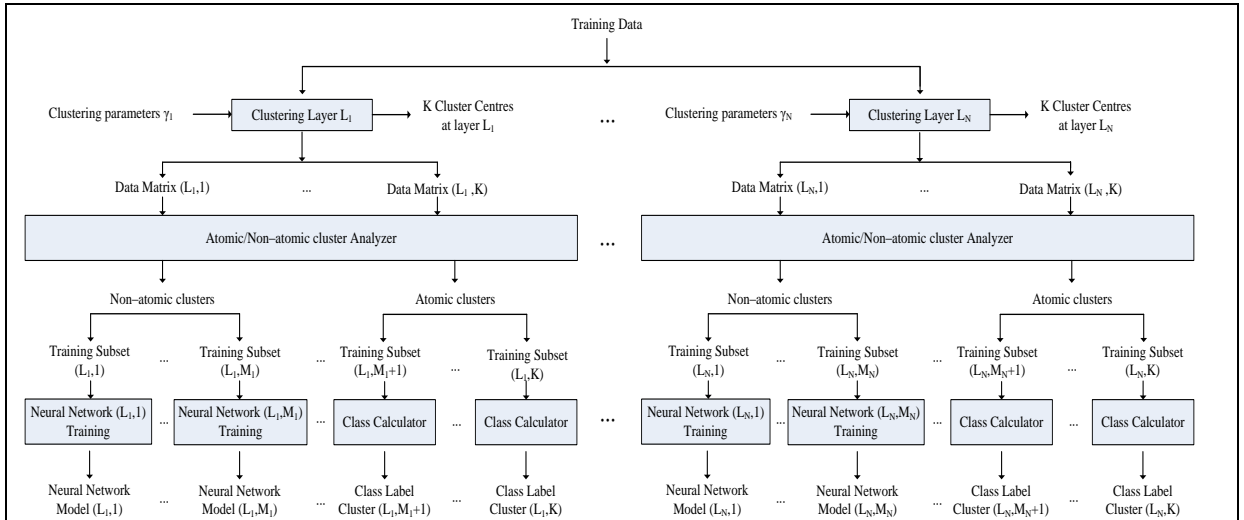 Training Data
Clustering parameters γ1
Clustering Layer L1
K Cluster Centres
at layer L1
...
Clustering parameters γN
Clustering Layer LN
K Cluster Centres
at layer LN
Data Matrix (L1,1)
...
Data Matrix (L1 ,K)
Data Matrix (LN,1)
...
Data Matrix (LN ,K)
Atomic/Non–atomic cluster Analyzer
...
Atomic/Non–atomic cluster Analyzer
Non–atomic clusters
Atomic clusters
Non–atomic clusters
Atomic clusters
Training Subset
(L1,1)
...
Training Subset
(L1,M1)
...
Training Subset
(L1,M1+1)
...
Training Subset
(L1,K)
Training Subset
(LN,1)
...
Training Subset
(LN,MN)
...
Training Subset
(LN,MN+1)
...
Training Subset
(LN,K)
Neural Network (L1,1)
Training
...
Neural Network (L1,M1)
Training
...
Class Calculator
...
Class Calculator
...
Neural Network (LN,1)
Training
...
Neural Network (LN,MN)
Training
...
Class Calculator
...
Class Calculator
Neural Network
Model (L1,1)
...
Neural Network
Model (L1,M1)
...
Class Label
Cluster (L1,M1+1)
...
Class Label
Cluster (L1,K)
Neural Network
Model (LN,1)
...
Neural Network
Model (LN,MN)
...
Class Label
Cluster (LN,MN+1)
...
Class Label
Cluster (LN,K)